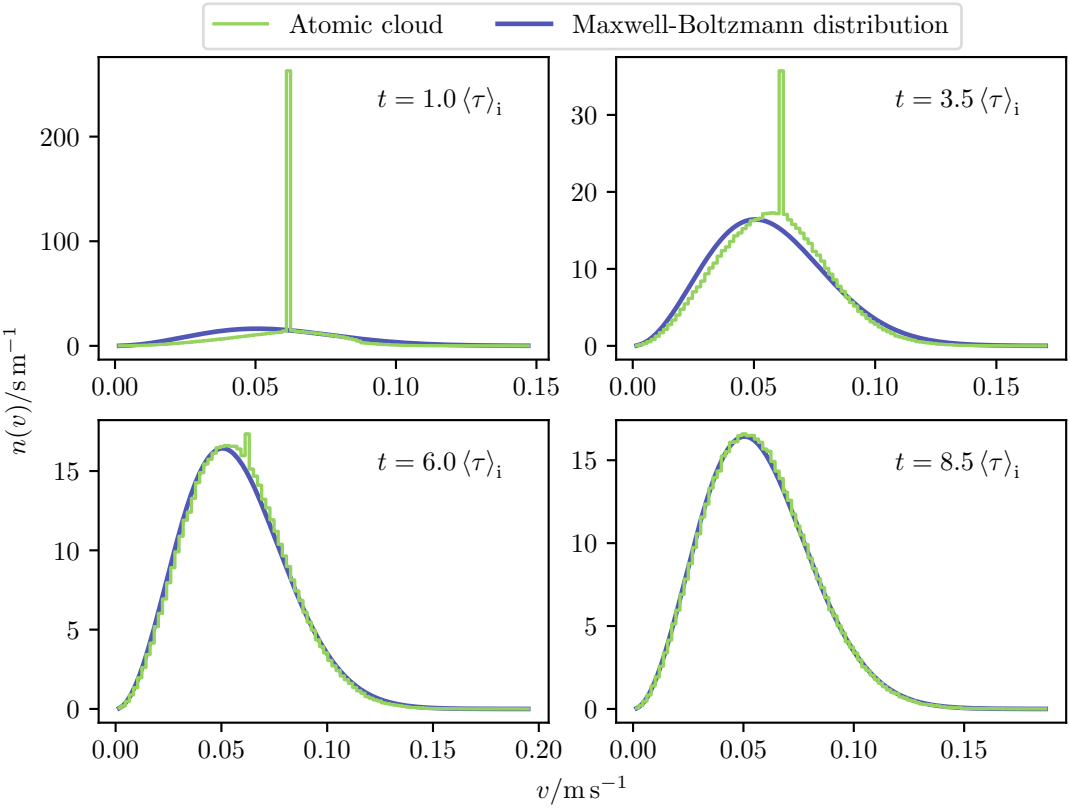 Atomic cloud
Maxwell-Boltzmann distribution
n(v)/s m⁻¹
200
100
0
t = 1.0 ⟨τ⟩ᵢ
0.00 0.05 0.10 0.15
30
20
10
0
t = 3.5 ⟨τ⟩ᵢ
0.00 0.05 0.10 0.15
15
10
5
0
t = 6.0 ⟨τ⟩ᵢ
0.00 0.05 0.10 0.15 0.20
15
10
5
0
t = 8.5 ⟨τ⟩ᵢ
0.00 0.05 0.10 0.15
v/m s⁻¹